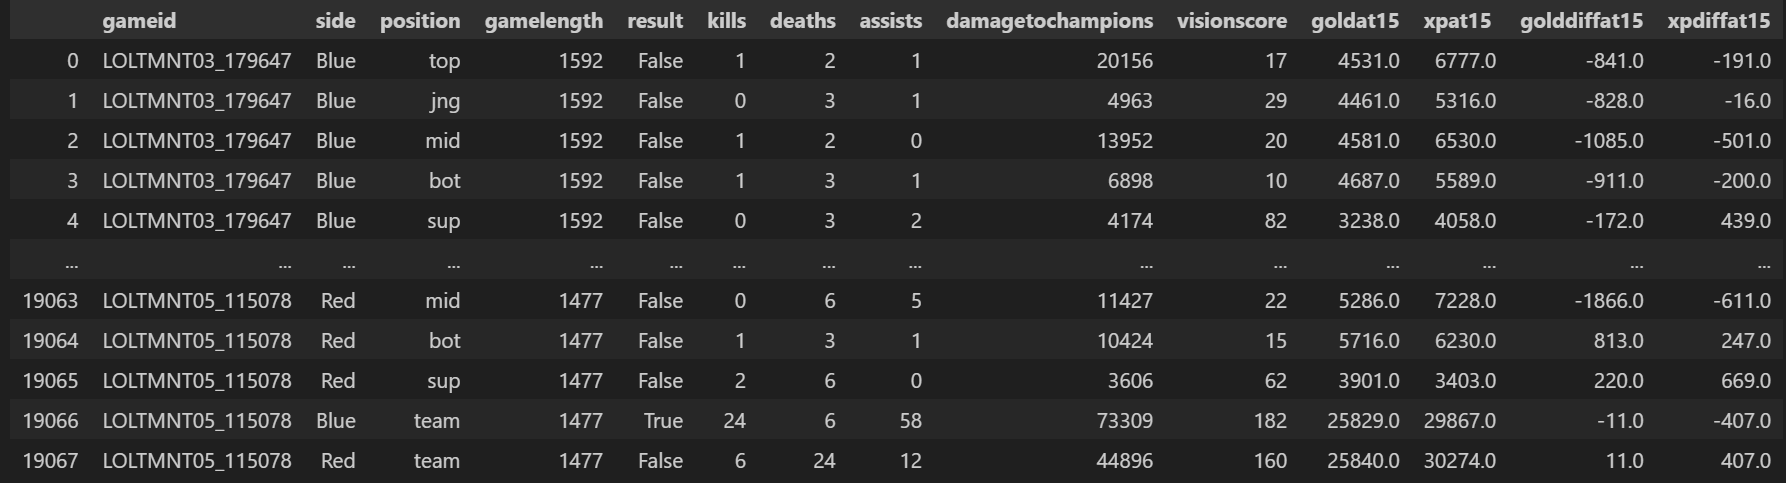 gameid side position gamelength result kills deaths assists damagetochampions visionscore goldat15 xpat15 golddiffat15 xpdiffat15
0 LOLTMNT03_179647 Blue top 1592 False 1 2 1 20156 17 4531.0 6777.0 -841.0 -191.0
1 LOLTMNT03_179647 Blue jng 1592 False 0 3 1 4963 29 4461.0 5316.0 -828.0 -16.0
2 LOLTMNT03_179647 Blue mid 1592 False 1 2 0 13952 20 4581.0 6530.0 -1085.0 -501.0
3 LOLTMNT03_179647 Blue bot 1592 False 1 3 1 6898 10 4687.0 5589.0 -911.0 -200.0
4 LOLTMNT03_179647 Blue sup 1592 False 0 3 2 4174 82 3238.0 4058.0 -172.0 439.0
... ... ... ... ... ... ... ... ... ... ... ... ... ... ...
19063 LOLTMNT05_115078 Red mid 1477 False 0 6 5 11427 22 5286.0 7228.0 -1866.0 -611.0
19064 LOLTMNT05_115078 Red bot 1477 False 1 3 1 10424 15 5716.0 6230.0 813.0 247.0
19065 LOLTMNT05_115078 Red sup 1477 False 2 6 0 3606 62 3901.0 3403.0 220.0 669.0
19066 LOLTMNT05_115078 Blue team 1477 True 24 6 58 73309 182 25829.0 29867.0 -11.0 -407.0
19067 LOLTMNT05_115078 Red team 1477 False 6 24 12 44896 160 25840.0 30274.0 11.0 407.0